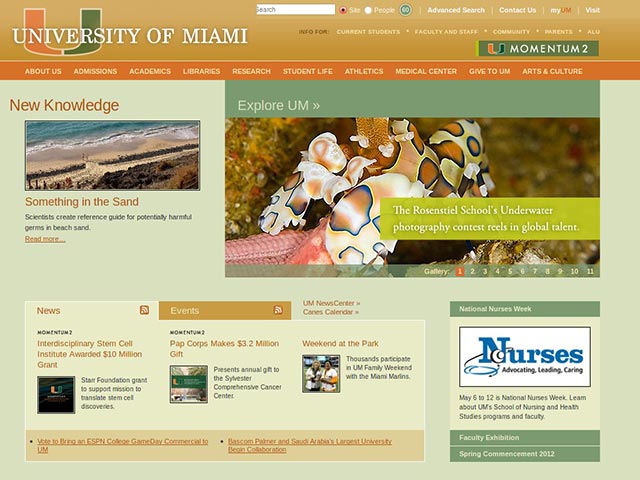 Search Site People GO | Advanced Search | Contact Us | myUM | Visit
U
UNIVERSITY OF MIAMI
INFO FOR: CURRENT STUDENTS • FACULTY AND STAFF • COMMUNITY • PARENTS • ALU
MOMENTUM2
ABOUT US ADMISSIONS ACADEMICS LIBRARIES RESEARCH STUDENT LIFE ATHLETICS MEDICAL CENTER GIVE TO UM ARTS & CULTURE
New Knowledge
Something in the Sand
Scientists create reference guide for potentially harmful
germs in beach sand.
Read more...
Explore UM »
The Rosenstiel School's Underwater
photography contest reels in global talent.
Gallery: 1 2 3 4 5 6 7 8 9 10 11
News
Events
UM NewsCenter »
Canes Calendar »
MOMENTUM2
Interdisciplinary Stem Cell
Institute Awarded $10 Million
Grant
Starr Foundation grant
to support mission to
translate stem cell
discoveries.
MOMENTUM2
Pap Corps Makes $3.2 Million
Gift
Presents annual gift to
the Sylvester
Comprehensive Cancer
Center.
Weekend at the Park
Thousands participate
in UM Family Weekend
with the Miami Marlins.
• Vote to Bring an ESPN College GameDay Commercial to
UM
• Bascom Palmer and Saudi Arabia's Largest University
Begin Collaboration
National Nurses Week
Nurses
Advocating, Leading, Caring
May 6 to 12 is National Nurses Week. Learn
about UM's School of Nursing and Health
Studies programs and faculty.
Faculty Exhibition
Spring Commencement 2012